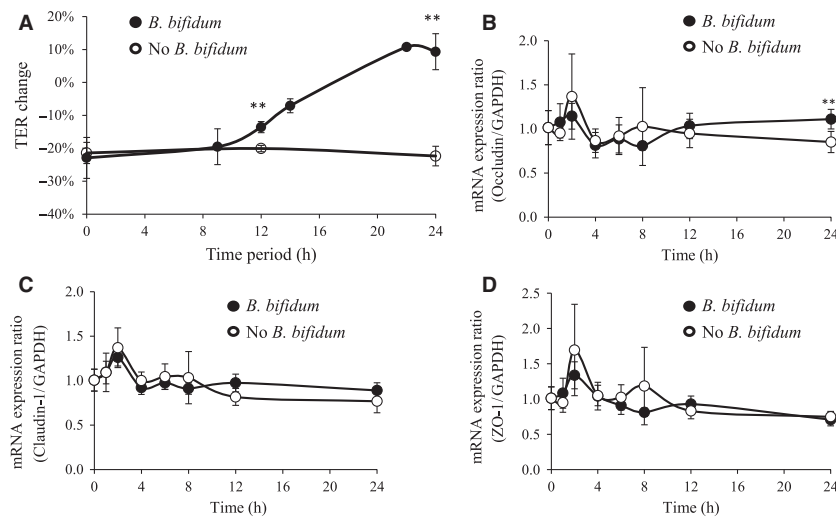 A
B. bifidum
No B. bifidum
TER change
20%
10%
0%
−10%
−20%
−30%
−40%
**
**
0
4
8
12
16
20
24
Time period (h)
B
B. bifidum
No B. bifidum
mRNA expression ratio
(Occludin/GAPDH)
2.0
1.5
1.0
0.5
0.0
**
0
4
8
12
16
20
24
Time (h)
C
B. bifidum
No B. bifidum
mRNA expression ratio
(Claudin-1/GAPDH)
2.0
1.5
1.0
0.5
0.0
0
4
8
12
16
20
24
Time (h)
D
B. bifidum
No B. bifidum
mRNA expression ratio
(ZO-1/GAPDH)
2.5
2.0
1.5
1.0
0.5
0.0
0
4
8
12
16
20
24
Time (h)